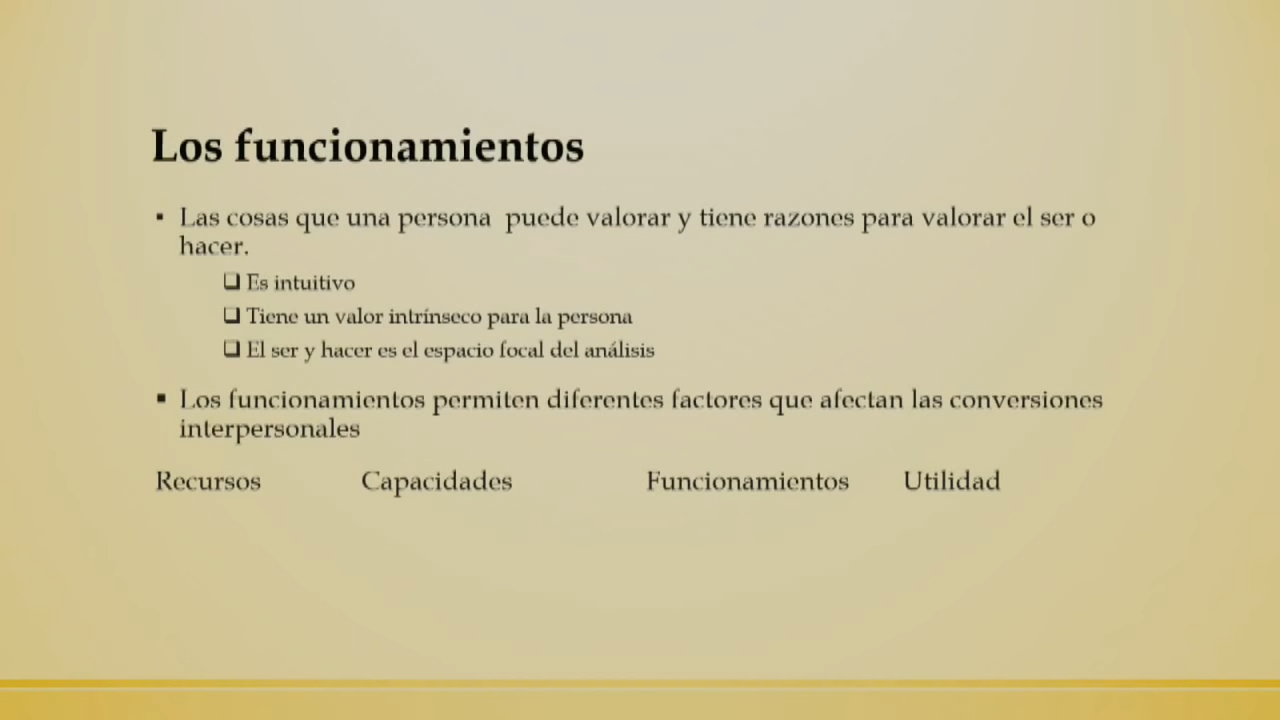 Los funcionamientos
▪ Las cosas que una persona puede valorar y tiene razones para valorar el ser o
hacer.
❑ Es intuitivo
❑ Tiene un valor intrínseco para la persona
❑ El ser y hacer es el espacio focal del análisis
▪ Los funcionamientos permiten diferentes factores que afectan las conversiones
interpersonales
Recursos Capacidades Funcionamientos Utilidad